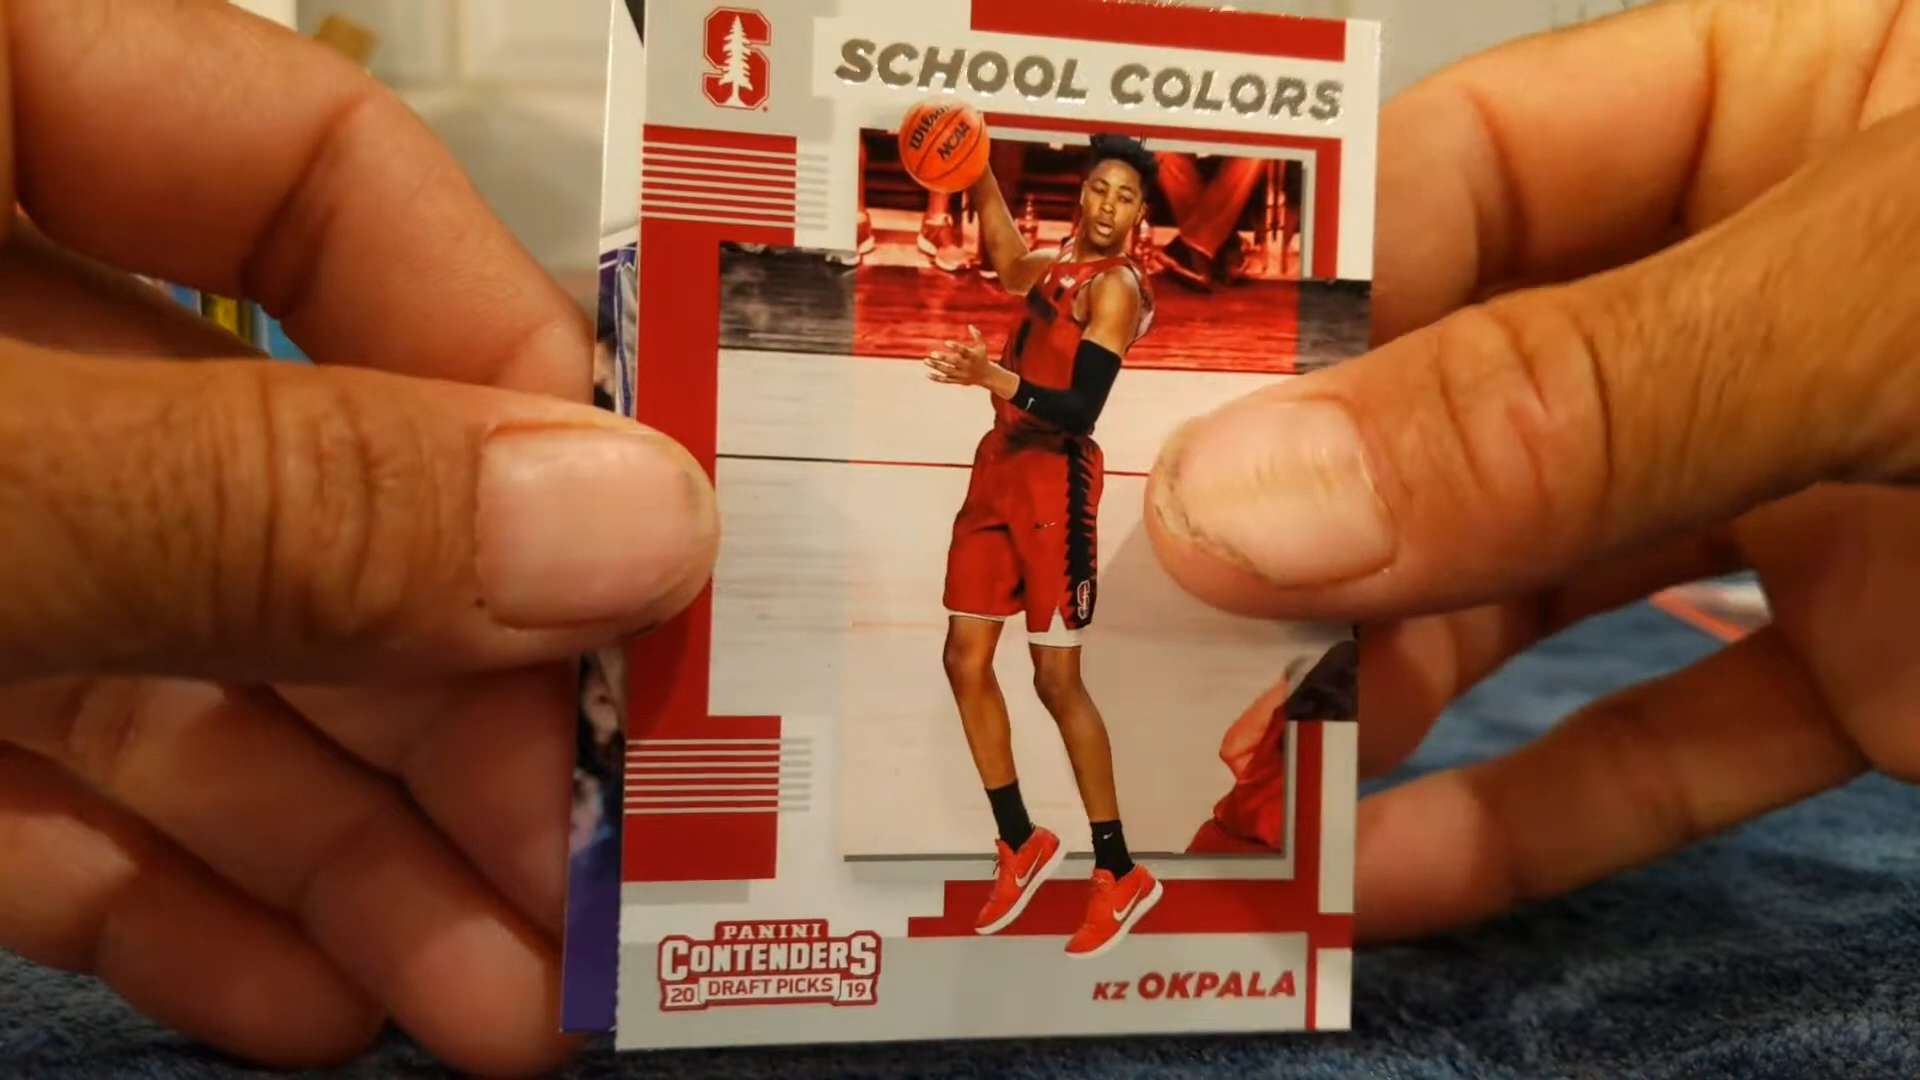 S
SCHOOL COLORS
Wilson
NCAA
PANINI
CONTENDERS
20 DRAFT PICKS 19
KZ OKPALA